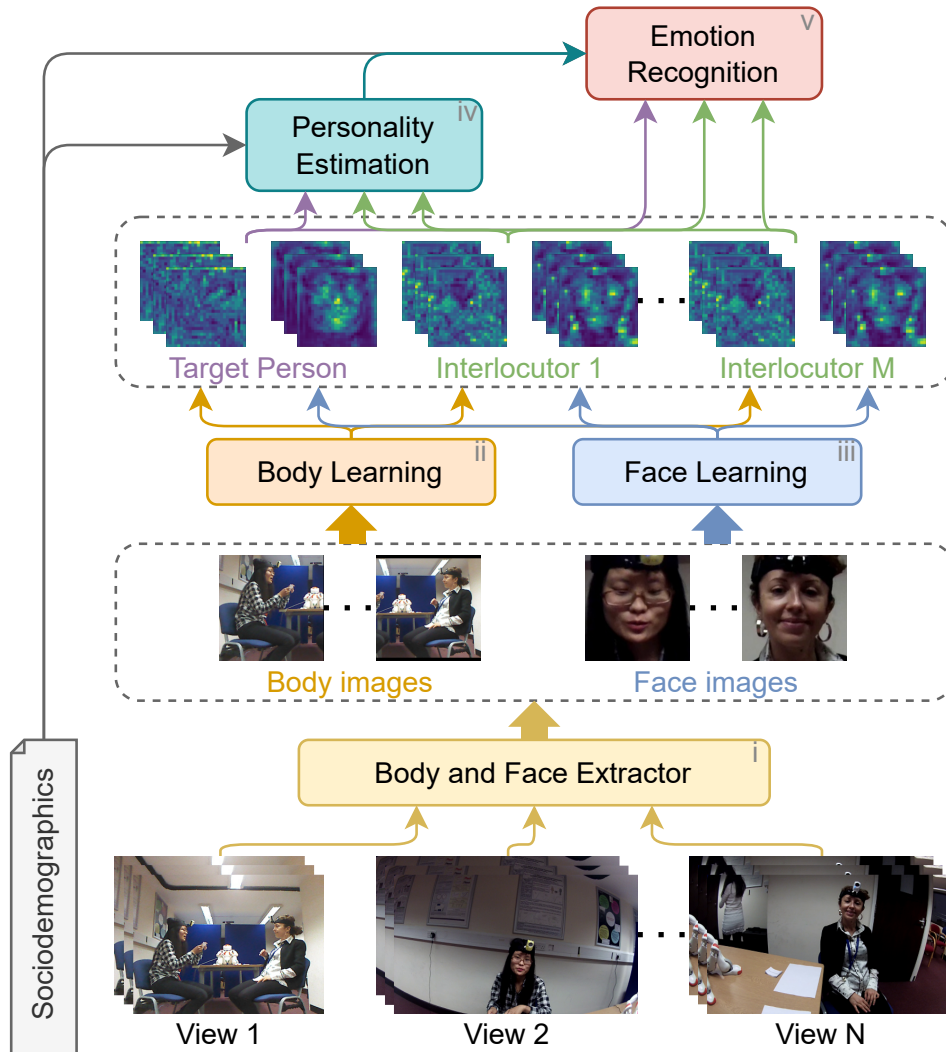 v
Emotion
Recognition
iv
Personality
Estimation
Target Person
Interlocutor 1
Interlocutor M
ii
Body Learning
iii
Face Learning
Body images
Face images
i
Body and Face Extractor
Sociodemographics
View 1
View 2
View N